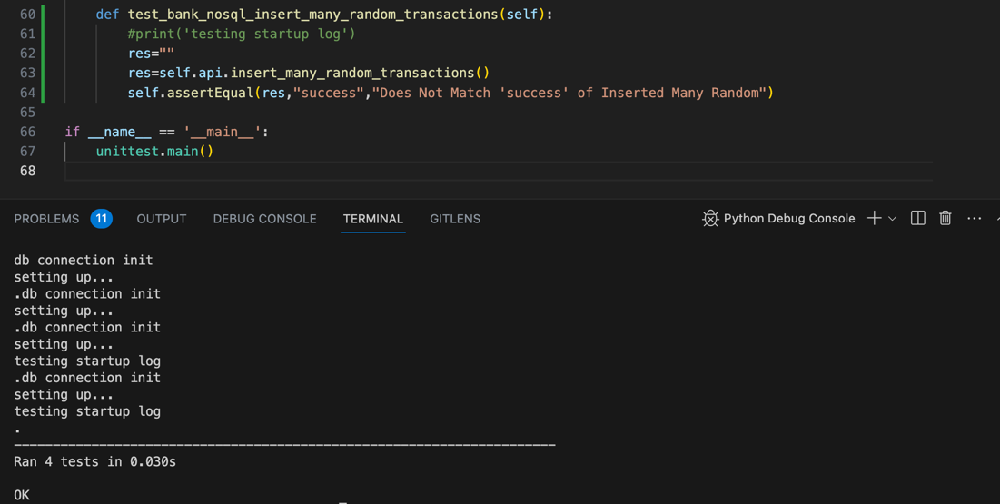 60 def test_bank_nosql_insert_many_random_transactions(self):
61 #print('testing startup log')
62 res=""
63 res=self.api.insert_many_random_transactions()
64 self.assertEqual(res,"success","Does Not Match 'success' of Inserted Many Random")
65
66 if __name__ == '__main__':
67 unittest.main()
68
PROBLEMS 11 OUTPUT DEBUG CONSOLE TERMINAL GITLENS Python Debug Console
db connection init
setting up...
.db connection init
setting up...
.db connection init
setting up...
testing startup log
.db connection init
setting up...
testing startup log
.
----------------------------------------------------------------------
Ran 4 tests in 0.030s
OK